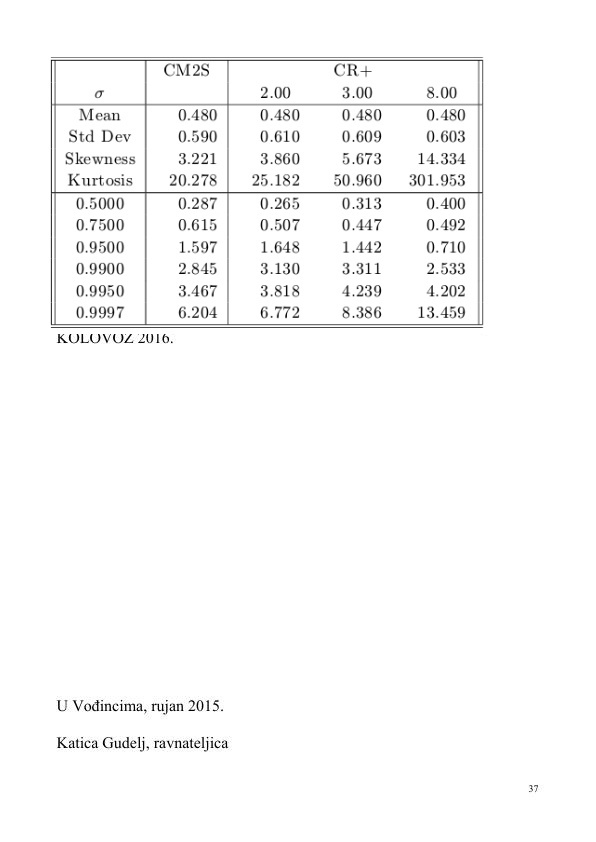 CM2S CR+
σ 2.00 3.00 8.00
Mean 0.480 0.480 0.480 0.480
Std Dev 0.590 0.610 0.609 0.603
Skewness 3.221 3.860 5.673 14.334
Kurtosis 20.278 25.182 50.960 301.953
0.5000 0.287 0.265 0.313 0.400
0.7500 0.615 0.507 0.447 0.492
0.9500 1.597 1.648 1.442 0.710
0.9900 2.845 3.130 3.311 2.533
0.9950 3.467 3.818 4.239 4.202
0.9997 6.204 6.772 8.386 13.459
KOLOVOZ 2016.
U Vođincima, rujan 2015.
Katica Gudelj, ravnateljica
37